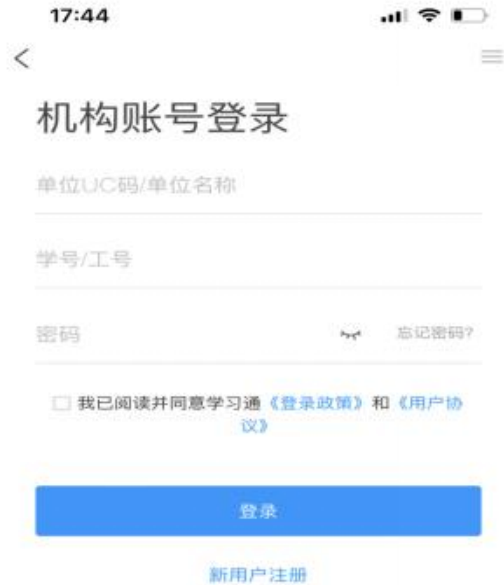 17:44
机构账号登录
单位UC码/单位名称
学号/工号
密码
忘记密码?
我已阅读并同意学习通《登录政策》和《用户协
议》
登录
新用户注册